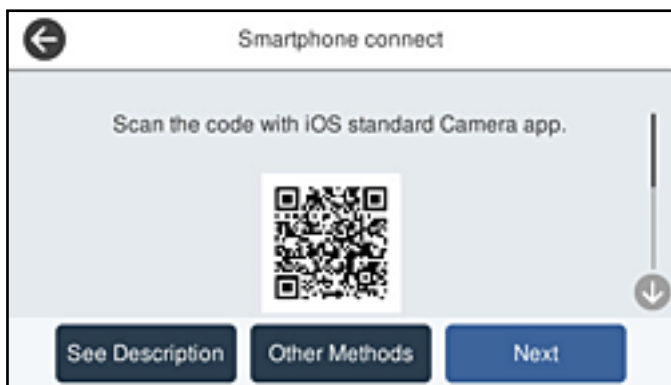 Smartphone connect
Scan the code with iOS standard Camera app.
See Description
Other Methods
Next